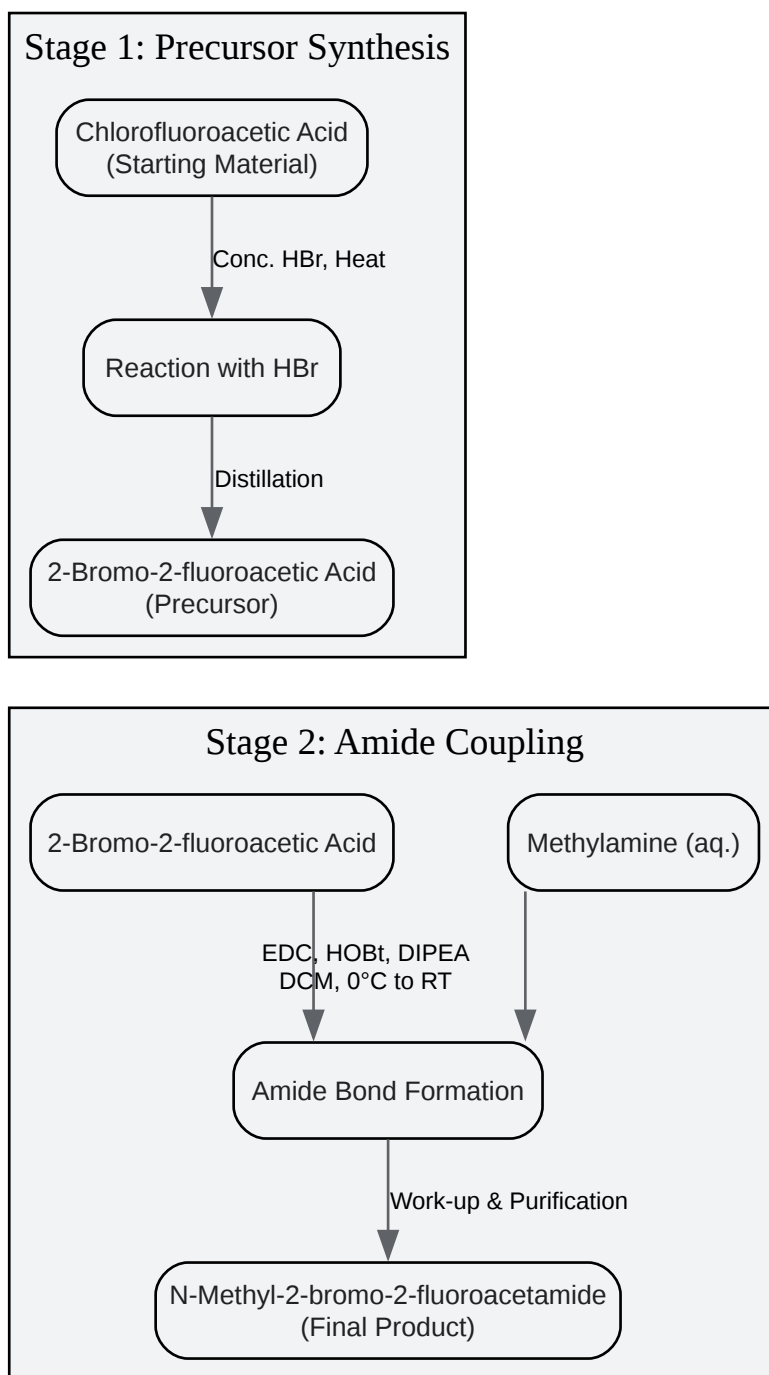 Stage 1: Precursor Synthesis
Chlorofluoroacetic Acid
(Starting Material)
Conc. HBr, Heat
Reaction with HBr
Distillation
2-Bromo-2-fluoroacetic Acid
(Precursor)
Stage 2: Amide Coupling
2-Bromo-2-fluoroacetic Acid
Methylamine (aq.)
EDC, HOBt, DIPEA
DCM, 0°C to RT
Amide Bond Formation
Work-up & Purification
N-Methyl-2-bromo-2-fluoroacetamide
(Final Product)